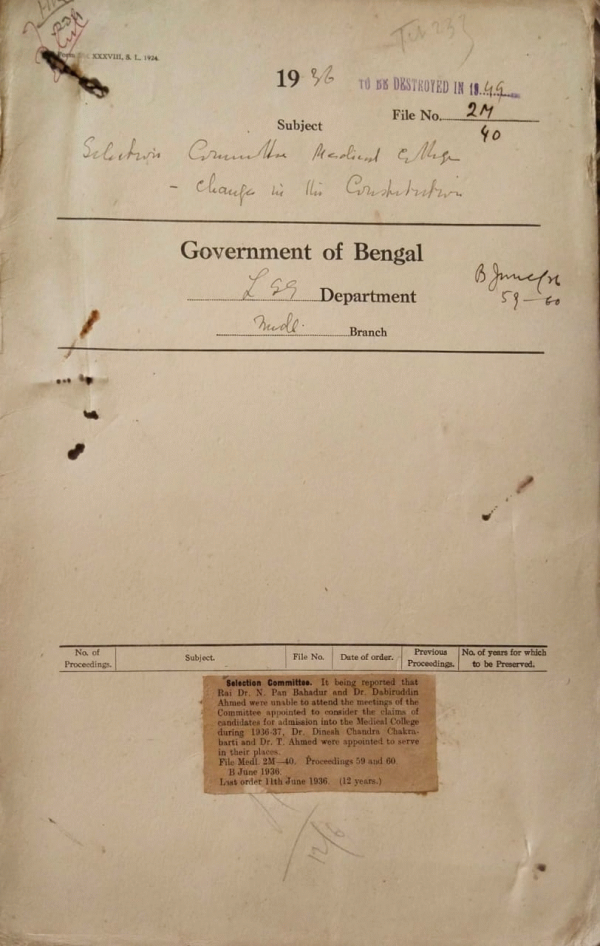 XXXVIII, S. L., 1934.
1936
TO BE DESTROYED IN 1949
File No. 2M
40
Subject
Selection Committee Medical College
- Change in the Constitution
Government of Bengal
LSG Department
Medl. Branch
B June/36
59-60
No. of Proceedings.
Subject.
File No.
Date of order.
Previous Proceedings.
No. of years for which to be Preserved.
Selection Committee. It being reported that
Rai Dr. N. Pan Bahadur and Dr. Dabiruddin
Ahmed were unable to attend the meetings of the
Committee appointed to consider the claims of
candidates for admission into the Medical College
during 1936-37, Dr. Dinesh Chandra Chakra-
barti and Dr. T. Ahmed were appointed to serve
in their places.
File Medl. 2M—40. Proceedings 59 and 60.
B June 1936.
Last order 11th June 1936. (12 years.)
12/6